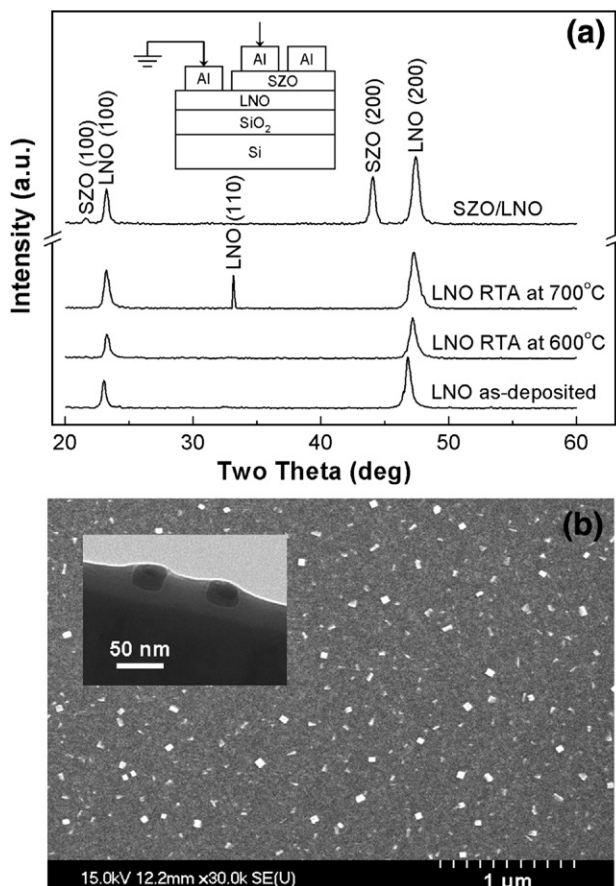 (a)
Al
Al
Al
SZO
LNO
SiO₂
Si
SZO (100)
LNO (100)
LNO (110)
SZO (200)
LNO (200)
SZO/LNO
LNO RTA at 700°C
LNO RTA at 600°C
LNO as-deposited
Intensity (a.u.)
20 30 40 50 60
Two Theta (deg)
(b)
50 nm
15.0kV 12.2mm x30.0k SE(U)
1 µm